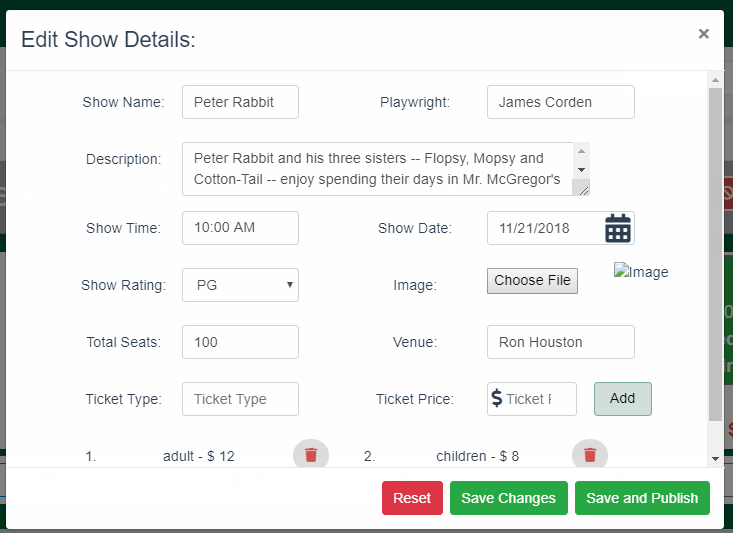 Edit Show Details:
×
Show Name: Peter Rabbit Playwright: James Corden
Description: Peter Rabbit and his three sisters -- Flopsy, Mopsy and
Cotton-Tail -- enjoy spending their days in Mr. McGregor's
Show Time: 10:00 AM Show Date: 11/21/2018
Show Rating: PG Image: Choose File Image
Total Seats: 100 Venue: Ron Houston
Ticket Type: Ticket Type Ticket Price: $ Ticket Add
1. adult - $ 12 2. children - $ 8
Reset Save Changes Save and Publish